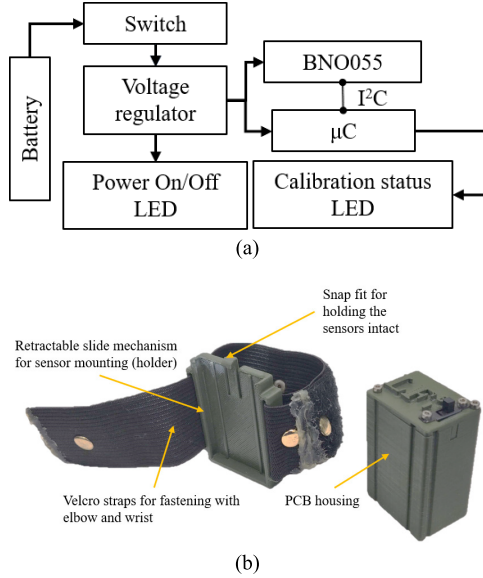 Switch
Battery
Voltage
regulator
BNO055
I²C
µC
Power On/Off
LED
Calibration status
LED
(a)
Snap fit for
holding the
sensors intact
Retractable slide mechanism
for sensor mounting (holder)
Velcro straps for fastening with
elbow and wrist
PCB housing
(b)